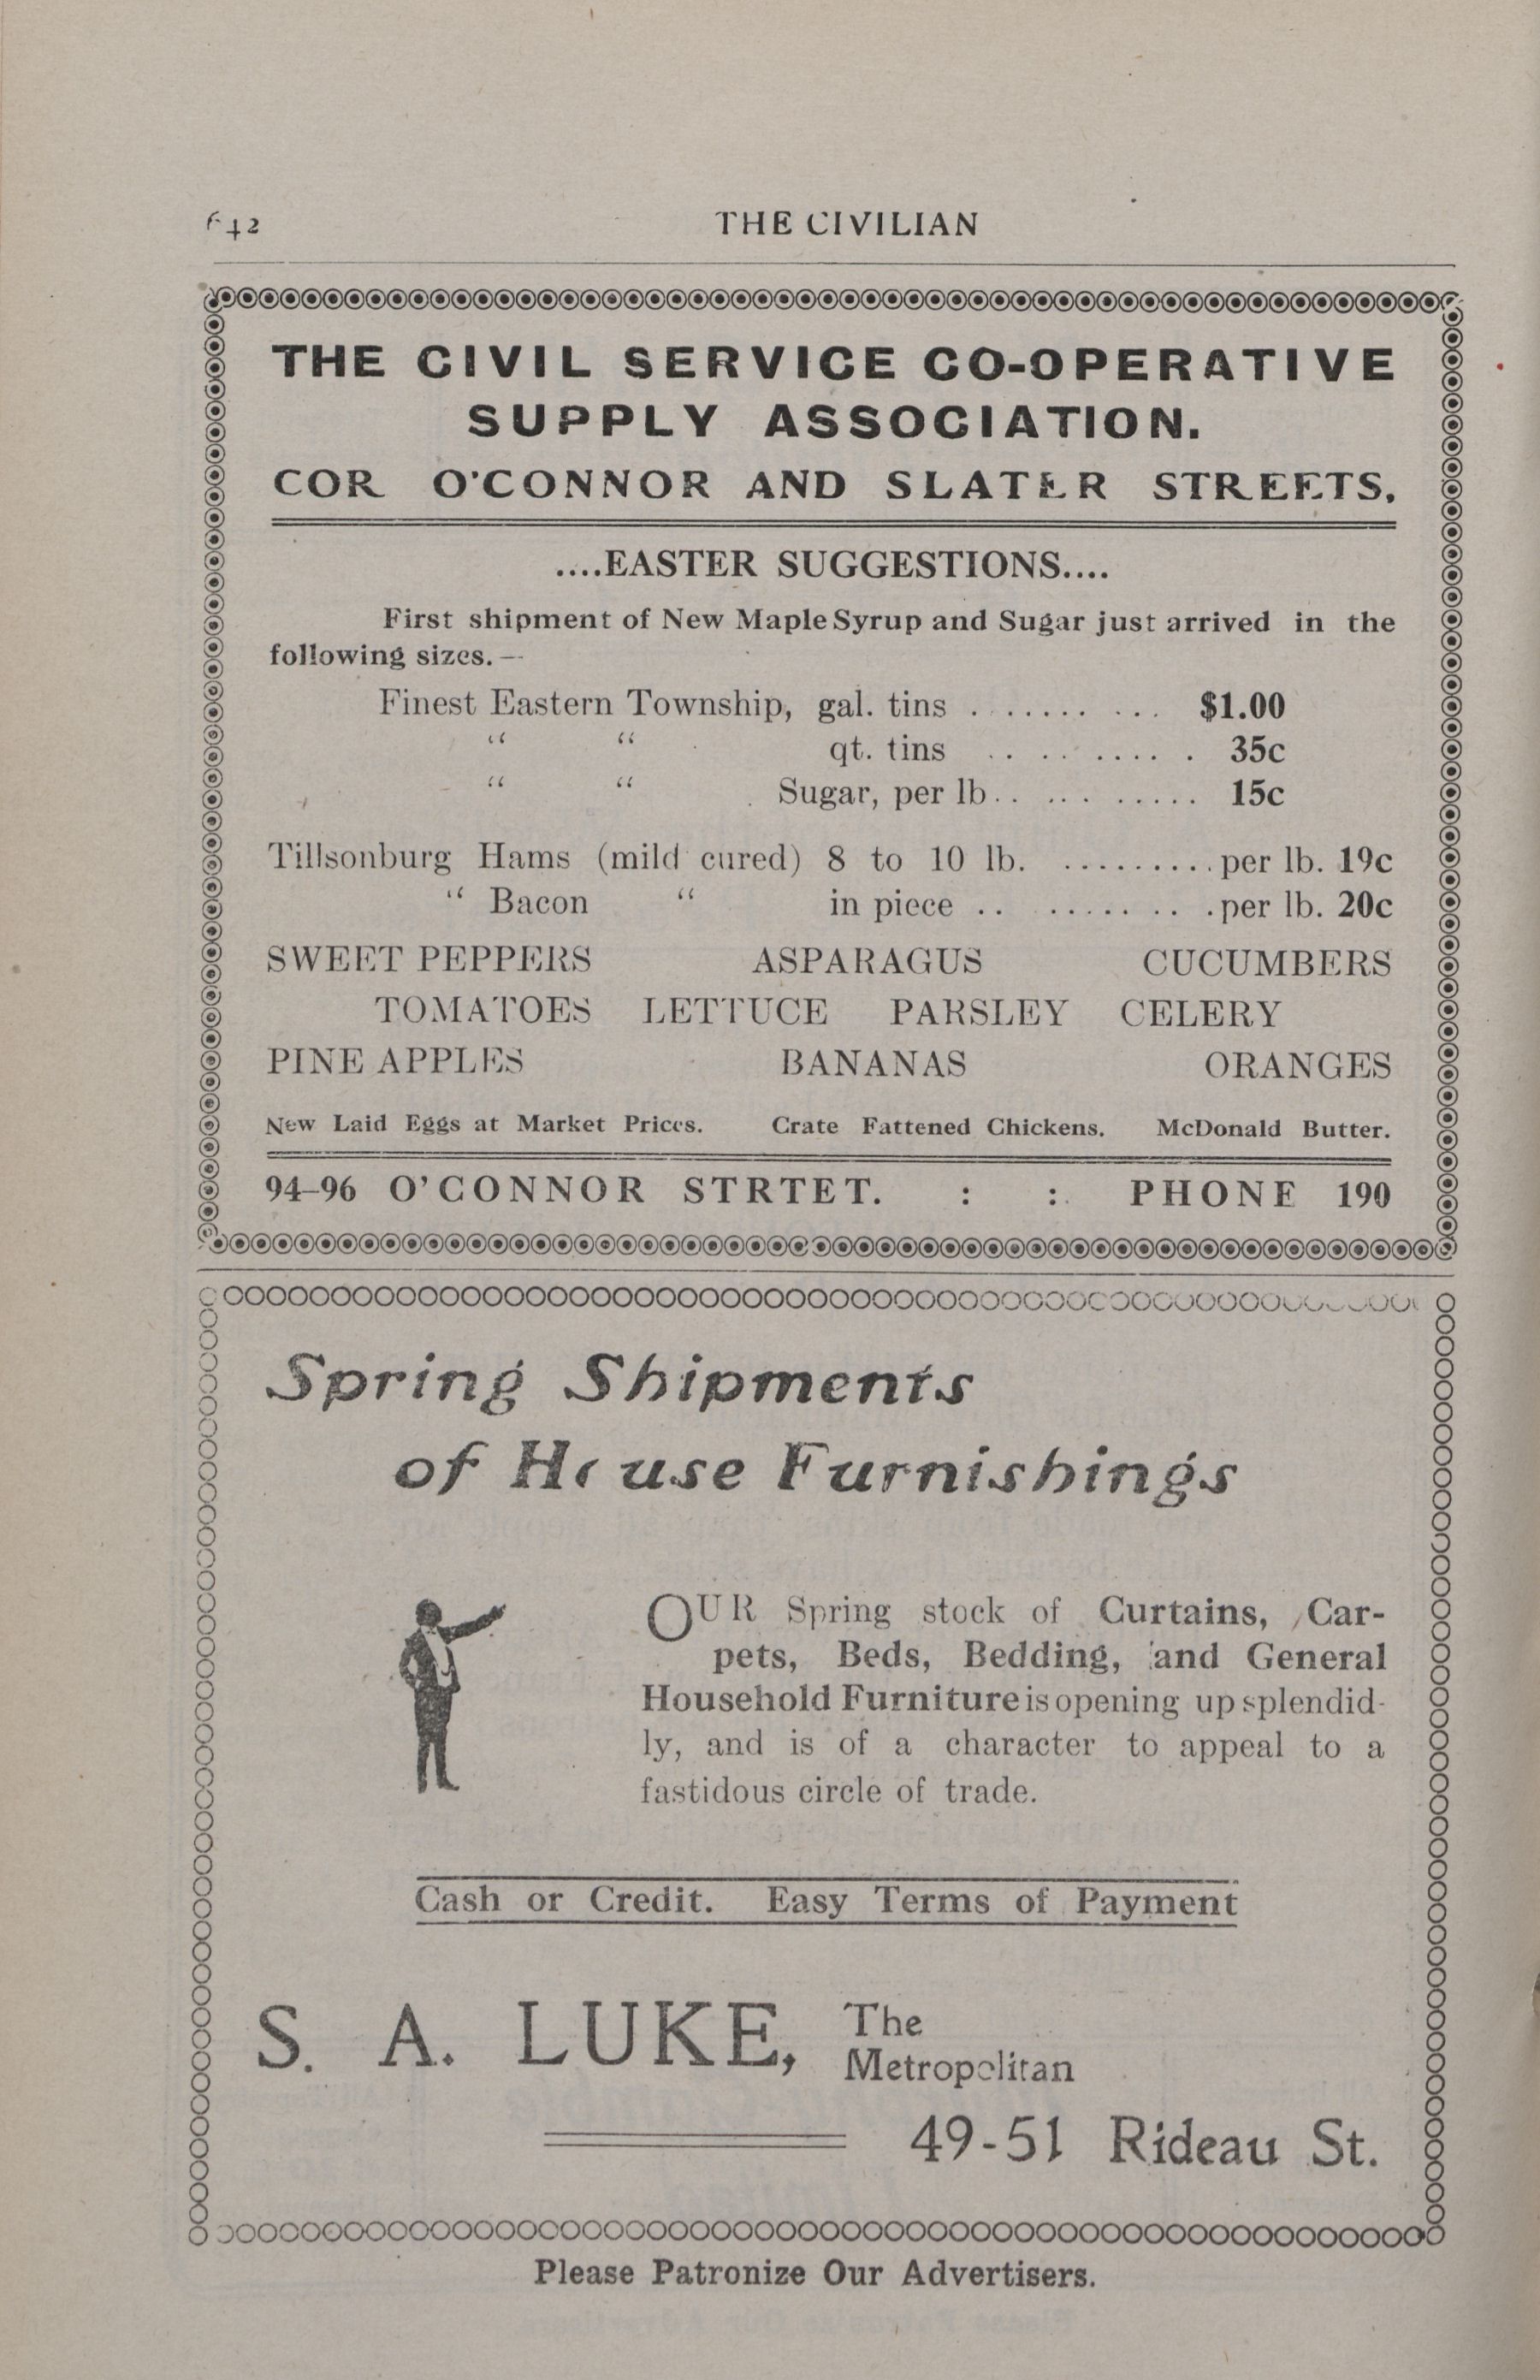 642 THE CIVILIAN
THE CIVIL SERVICE CO-OPERATIVE
SUPPLY ASSOCIATION.
COR O'CONNOR AND SLATER STREETS.
....EASTER SUGGESTIONS....
First shipment of New Maple Syrup and Sugar just arrived in the
following sizes.—
Finest Eastern Township, gal. tins .......... $1.00
“ “ qt. tins .......... 35c
“ “ Sugar, per lb.......... 15c
Tillsonburg Hams (mild cured) 8 to 10 lb. ..........per lb. 19c
“ Bacon “ in piece ..........per lb. 20c
SWEET PEPPERS ASPARAGUS CUCUMBERS
TOMATOES LETTUCE PARSLEY CELERY
PINE APPLES BANANAS ORANGES
New Laid Eggs at Market Prices. Crate Fattened Chickens. McDonald Butter.
94-96 O'CONNOR STRTET. : : PHONE 190
Spring Shipments
of House Furnishings
OUR Spring stock of Curtains, Car-
pets, Beds, Bedding, and General
Household Furniture is opening up splendid-
ly, and is of a character to appeal to a
fastidous circle of trade.
Cash or Credit. Easy Terms of Payment
S. A. LUKE, The
Metropolitan
49-51 Rideau St.
Please Patronize Our Advertisers.